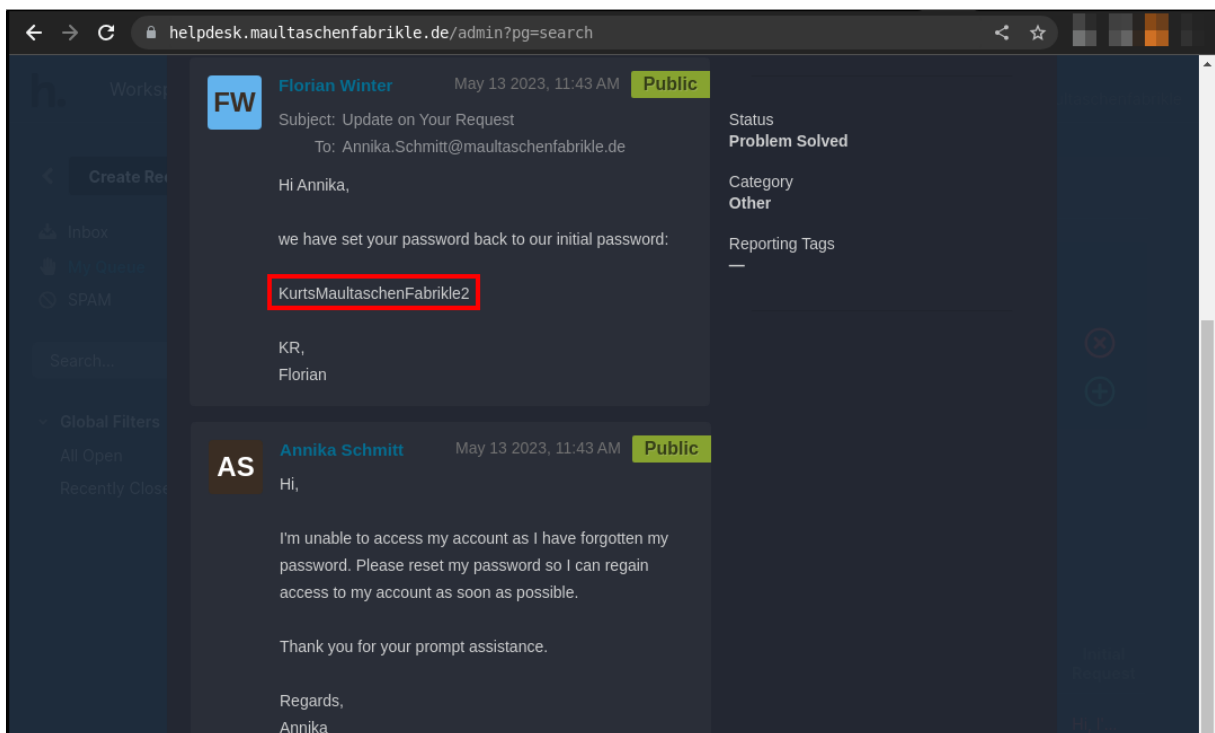 helpdesk.maultaschenfabrikle.de/admin?pg=search
h.
Create Re
Inbox
My Queue
SPAM
Search...
Global Filters
All Open
Recently Close
FW
Florian Winter
May 13 2023, 11:43 AM
Public
Subject: Update on Your Request
To: Annika.Schmitt@maultaschenfabrikle.de
Hi Annika,
we have set your password back to our initial password:
KurtsMaultaschenFabrikle2
KR,
Florian
AS
Annika Schmitt
May 13 2023, 11:43 AM
Public
Hi,
I'm unable to access my account as I have forgotten my
password. Please reset my password so I can regain
access to my account as soon as possible.
Thank you for your prompt assistance.
Regards,
Annika
Status
Problem Solved
Category
Other
Reporting Tags
—
Initial
Request